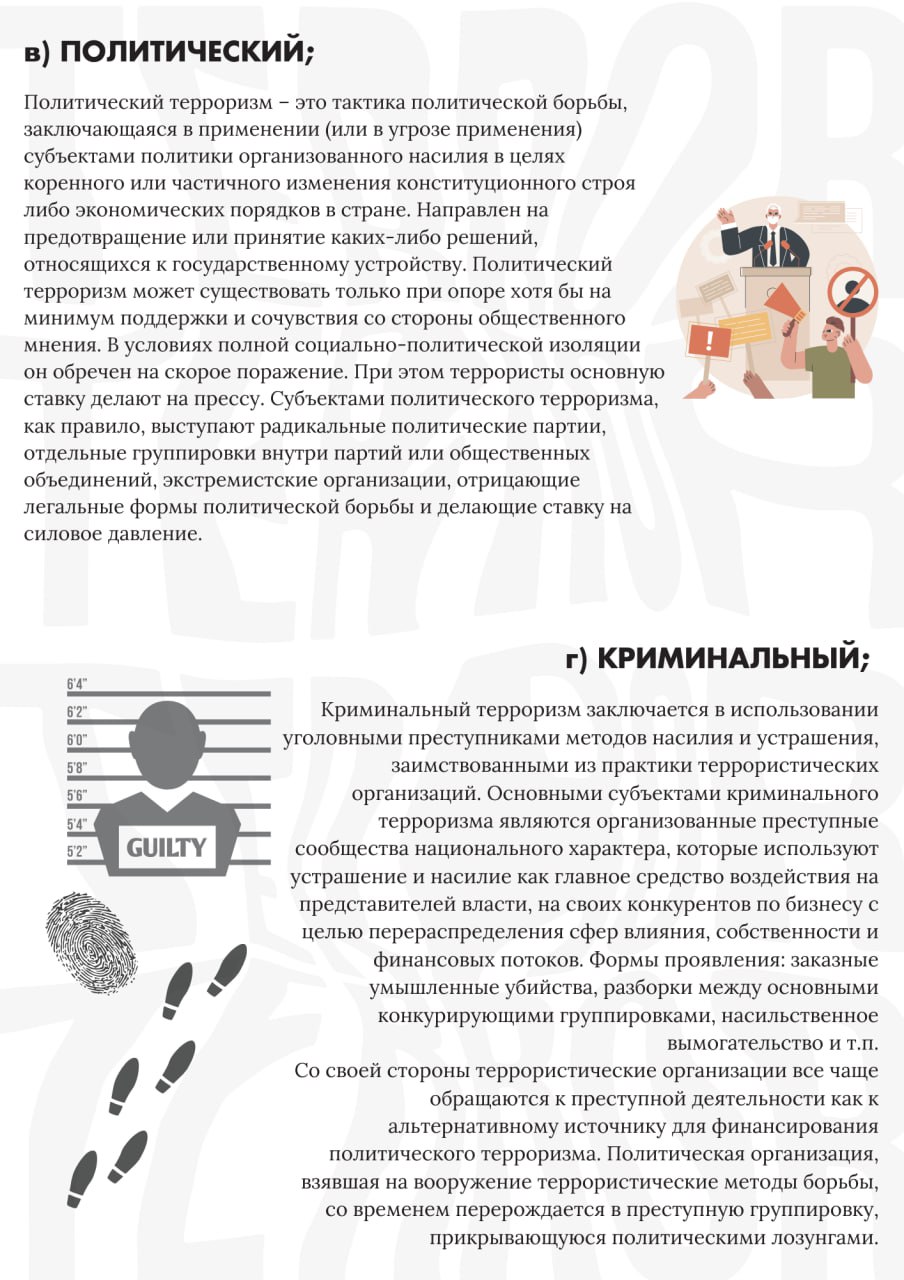 в) ПОЛИТИЧЕСКИЙ;
Политический терроризм – это тактика политической борьбы,
заключающаяся в применении (или в угрозе применения)
субъектами политики организованного насилия в целях
коренного или частичного изменения конституционного строя
либо экономических порядков в стране. Направлен на
предотвращение или принятие каких-либо решений,
относящихся к государственному устройству. Политический
терроризм может существовать только при опоре хотя бы на
минимум поддержки и сочувствия со стороны общественного
мнения. В условиях полной социально-политической изоляции
он обречен на скорое поражение. При этом террористы основную
ставку делают на прессу. Субъектами политического терроризма,
как правило, выступают радикальные политические партии,
отдельные группировки внутри партий или общественных
объединений, экстремистские организации, отрицающие
легальные формы политической борьбы и делающие ставку на
силовое давление.
!
г) КРИМИНАЛЬНЫЙ;
6'4"
6'2"
6'0"
5'8"
5'6"
5'4"
5'2"
GUILTY
Криминальный терроризм заключается в использовании
уголовными преступниками методов насилия и устрашения,
заимствованными из практики террористических
организаций. Основными субъектами криминального
терроризма являются организованные преступные
сообщества национального характера, которые используют
устрашение и насилие как главное средство воздействия на
представителей власти, на своих конкурентов по бизнесу с
целью перераспределения сфер влияния, собственности и
финансовых потоков. Формы проявления: заказные
умышленные убийства, разборки между основными
конкурирующими группировками, насильственное
вымогательство и т.п.
Со своей стороны террористические организации все чаще
обращаются к преступной деятельности как к
альтернативному источнику для финансирования
политического терроризма. Политическая организация,
взявшая на вооружение террористические методы борьбы,
со временем перерождается в преступную группировку,
прикрывающуюся политическими лозунгами.
TERROR
TERROR
TERROR
TERROR